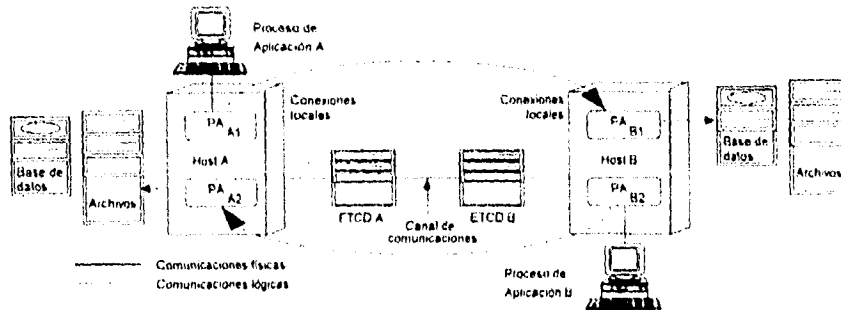 Proceso de
Aplicación A
Conexiones
locales
Conexiones
locales
PA A1
PA B1
Host A
Host B
Base de
datos
Archivos
PA A2
PA B2
Base de
datos
Archivos
ETCD A
ETCD B
Canal de
comunicaciones
Comunicaciones físicas
Comunicaciones lógicas
Proceso de
Aplicación B